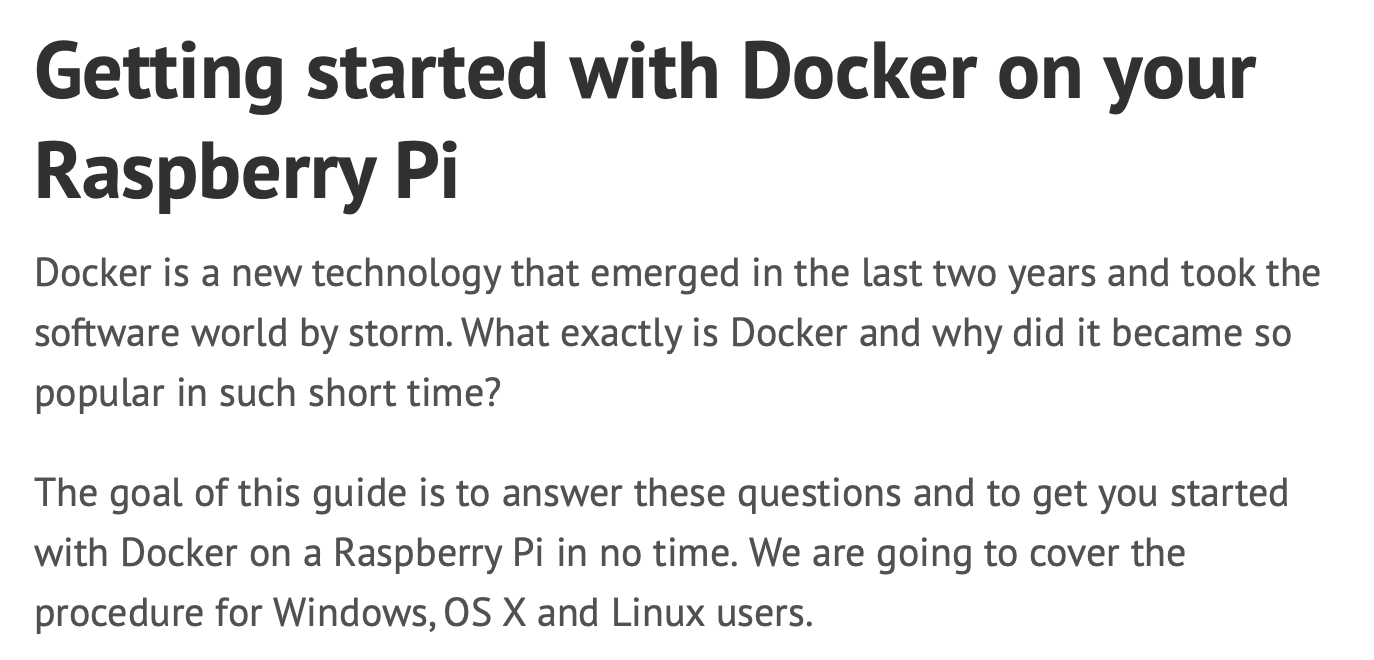 Getting started with Docker on your
Raspberry Pi
Docker is a new technology that emerged in the last two years and took the
software world by storm. What exactly is Docker and why did it became so
popular in such short time?
The goal of this guide is to answer these questions and to get you started
with Docker on a Raspberry Pi in no time. We are going to cover the
procedure for Windows, OS X and Linux users.